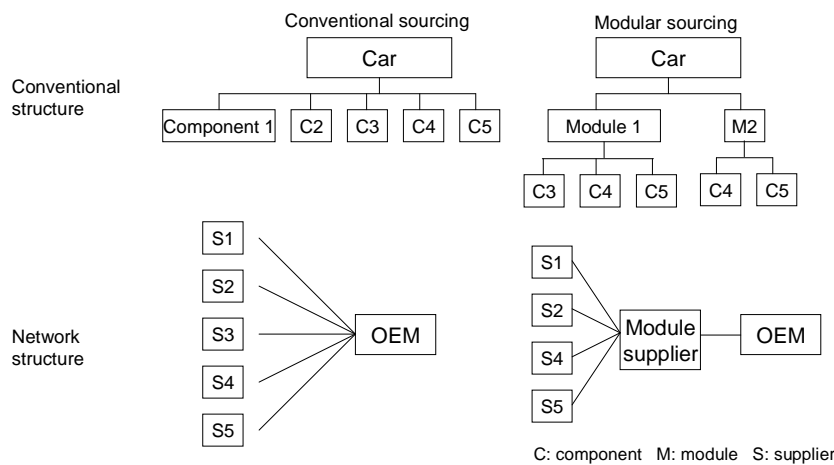 Conventional sourcing
Modular sourcing
Car
Car
Conventional
structure
Component 1
C2
C3
C4
C5
Module 1
M2
C3
C4
C5
C4
C5
S1
S2
S3
S4
S5
OEM
Network
structure
S1
S2
S4
S5
Module
supplier
OEM
C: component M: module S: supplier